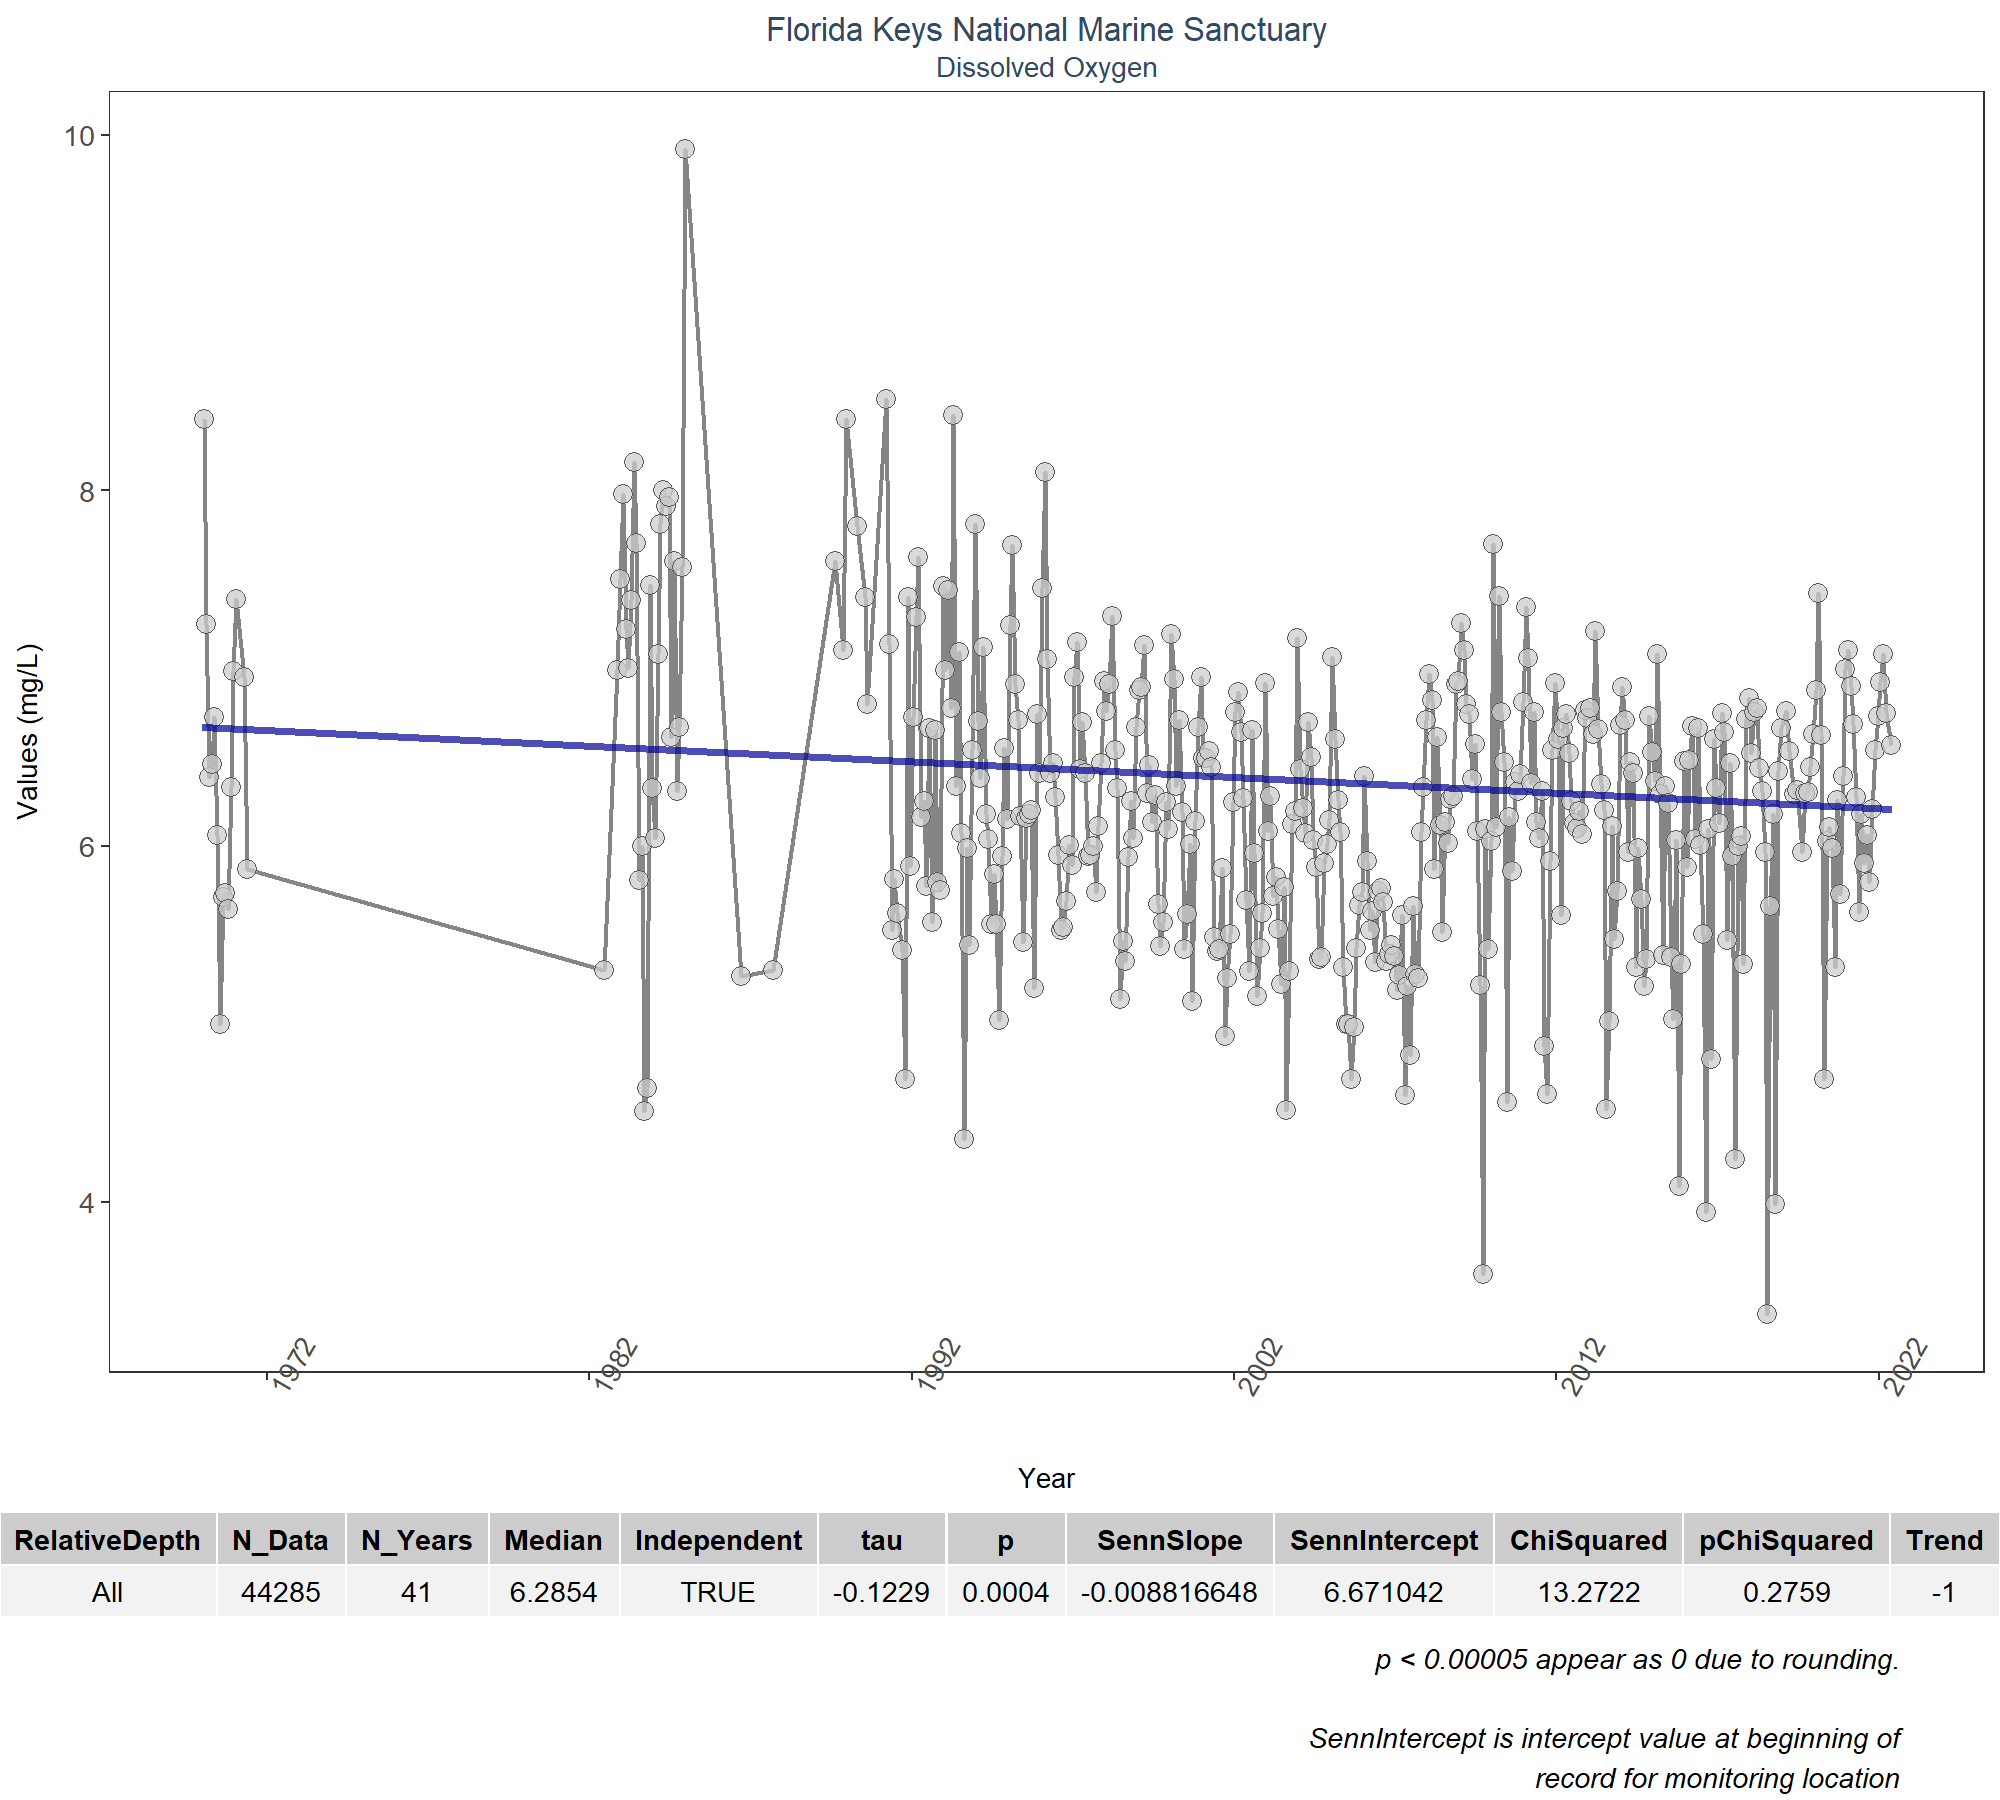 Florida Keys National Marine Sanctuary
Dissolved Oxygen
10
8
6
4
Values (mg/L)
1972 1982 1992 2002 2012 2022
Year
RelativeDepth N_Data N_Years Median Independent tau p SennSlope SennIntercept ChiSquared pChiSquared Trend
All 44285 41 6.2854 TRUE -0.1229 0.0004 -0.008816648 6.671042 13.2722 0.2759 -1
p < 0.00005 appear as 0 due to rounding.
SennIntercept is intercept value at beginning of
record for monitoring location